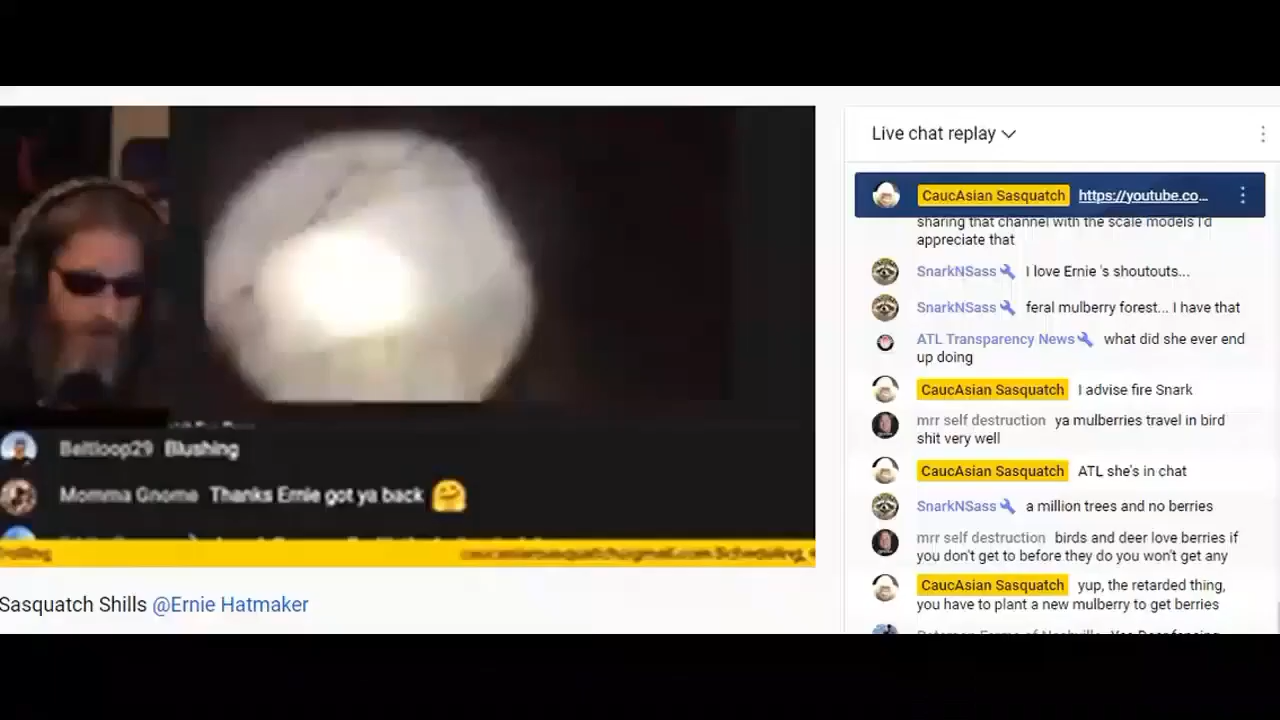 Live chat replay
CaucAsian Sasquatch https://youtube.co...
sharing that channel with the scale models I'd
appreciate that
SnarkNSass I love Ernie 's shoutouts...
SnarkNSass feral mulberry forest... I have that
ATL Transparency News what did she ever end
up doing
CaucAsian Sasquatch I advise fire Snark
mrr self destruction ya mulberries travel in bird
shit very well
CaucAsian Sasquatch ATL she's in chat
SnarkNSass a million trees and no berries
mrr self destruction birds and deer love berries if
you don't get to before they do you won't get any
CaucAsian Sasquatch yup, the retarded thing,
you have to plant a new mulberry to get berries
Beltloop29 Blushing
Momma Gnome Thanks Ernie got ya back
Sasquatch Shills @Ernie Hatmaker